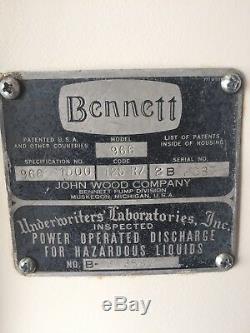 Bennett
PATENTED U.S.A. MODEL LIST OF PATENTS
AND OTHER COUNTRIES 966 INSIDE OF HOUSING
SPECIFICATION NO. CODE SERIAL NO.
966 1000
JOHN WOOD COMPANY
BENNETT PUMP DIVISION
MUSKEGON, MICHIGAN, U.S.A.
Underwriters' Laboratories, Inc.
INSPECTED
POWER OPERATED DISCHARGE
FOR HAZARDOUS LIQUIDS
NO. B-